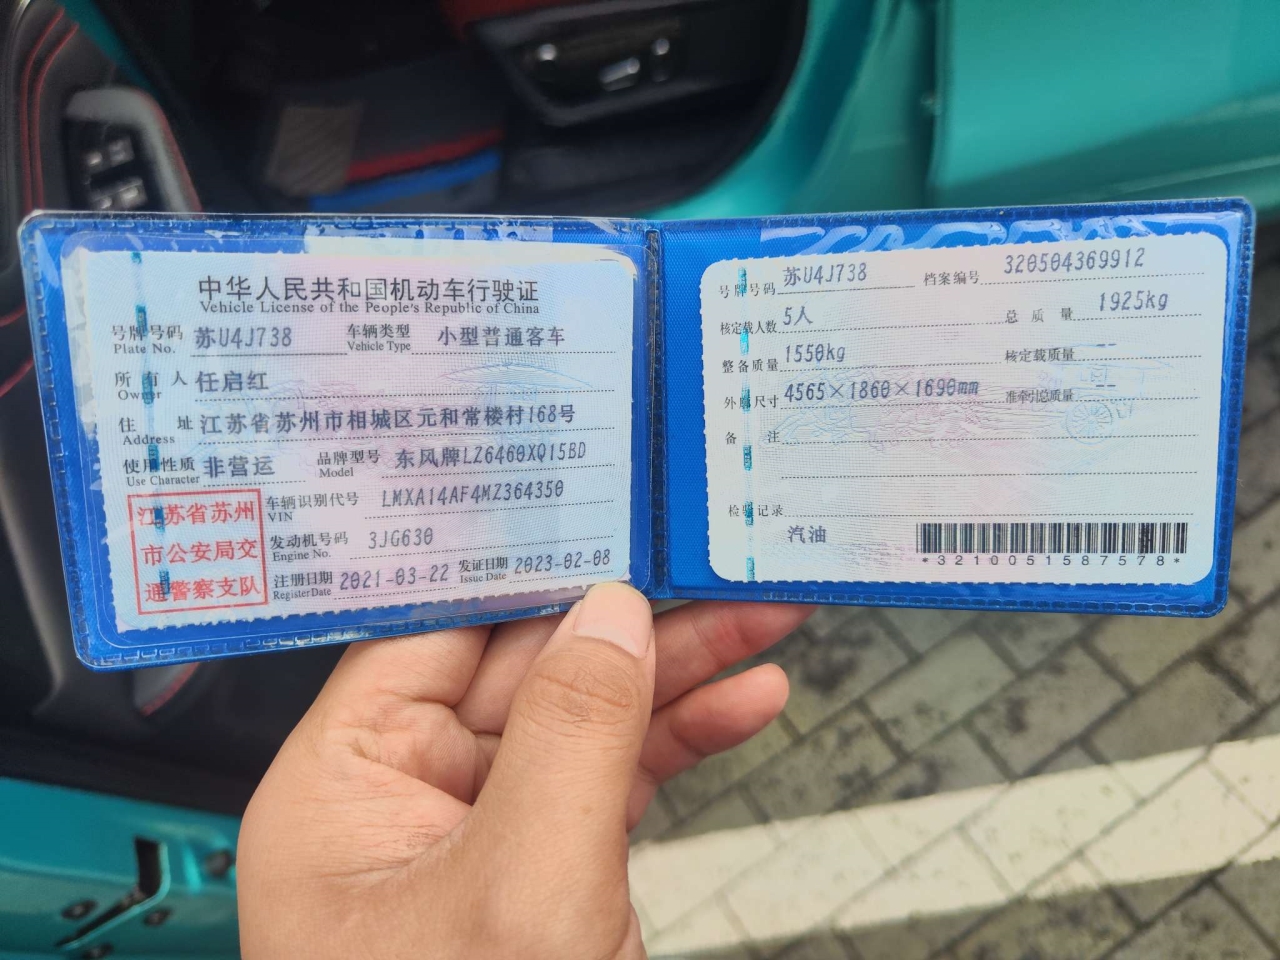 中华人民共和国机动车行驶证
Vehicle License of the People's Republic of China
号牌号码 苏U4J738 车辆类型 小型普通客车
Plate No. Vehicle Type
所有人 任启红
Owner
住址 江苏省苏州市相城区元和常楼村168号
Address
使用性质 非营运 品牌型号 东风牌LZ6460XQ15BD
Use Character Model
江苏省苏州
市公安局交
通警察支队
车辆识别代号 LMXA14AF4MZ364350
VIN
发动机号码 3JG630
Engine No.
注册日期 2021-03-22 发证日期 2023-02-08
Register Date Issue Date
号牌号码 苏U4J738 档案编号 320504369912
核定载人数 5人 总质量 1925kg
整备质量 1550kg 核定载质量 --
外廓尺寸 4565×1860×1690mm 准牵引总质量 --
备注
检验记录
汽油
*3210051587578*